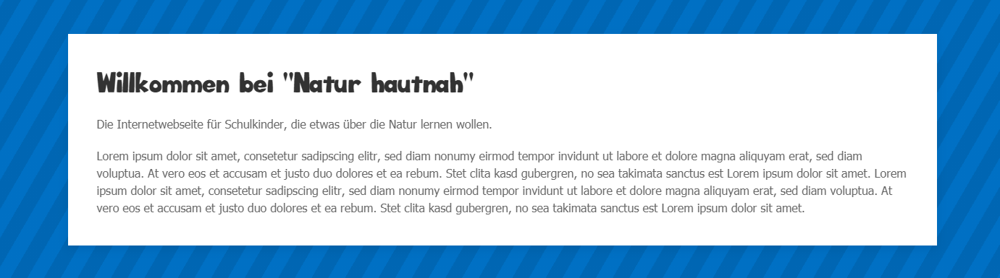 Willkommen bei "Natur hautnah"
Die Internetwebseite für Schulkinder, die etwas über die Natur lernen wollen.
Lorem ipsum dolor sit amet, consetetur sadipscing elitr, sed diam nonumy eirmod tempor invidunt ut labore et dolore magna aliquyam erat, sed diam
voluptua. At vero eos et accusam et justo duo dolores et ea rebum. Stet clita kasd gubergren, no sea takimata sanctus est Lorem ipsum dolor sit amet. Lorem
ipsum dolor sit amet, consetetur sadipscing elitr, sed diam nonumy eirmod tempor invidunt ut labore et dolore magna aliquyam erat, sed diam voluptua. At
vero eos et accusam et justo duo dolores et ea rebum. Stet clita kasd gubergren, no sea takimata sanctus est Lorem ipsum dolor sit amet.